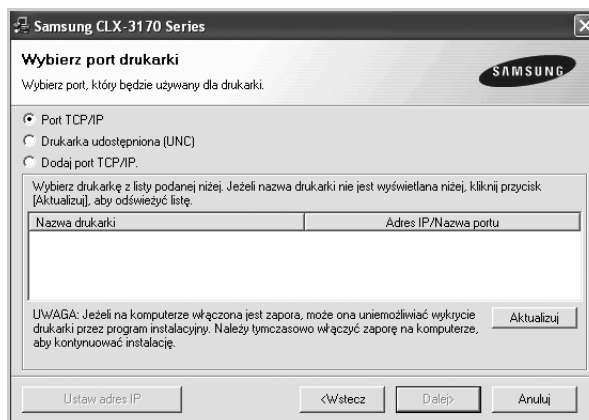 Samsung CLX-3170 Series
Wybierz port drukarki
Wybierz port, który będzie używany dla drukarki.
SAMSUNG
Port TCP/IP
Drukarka udostępniona (UNC)
Dodaj port TCP/IP.
Wybierz drukarkę z listy podanej niżej. Jeżeli nazwa drukarki nie jest wyświetlana niżej, kliknij przycisk
[Aktualizuj], aby odświeżyć listę.
Nazwa drukarki Adres IP/Nazwa portu
UWAGA: Jeżeli na komputerze włączona jest zapora, może ona uniemożliwiać wykrycie
drukarki przez program instalacyjny. Należy tymczasowo włączyć zaporę na komputerze,
aby kontynuować instalację.
Aktualizuj
Ustaw adres IP <Wstecz Dalej> Anuluj